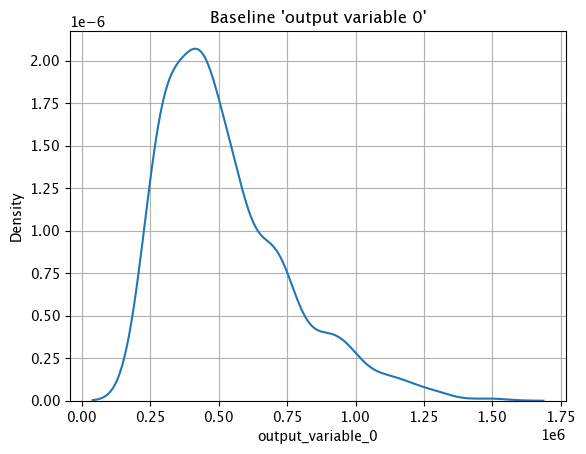 Baseline 'output variable 0'
1e−6
2.00
1.75
1.50
1.25
1.00
0.75
0.50
0.25
0.00
Density
0.00 0.25 0.50 0.75 1.00 1.25 1.50 1.75
1e6
output_variable_0